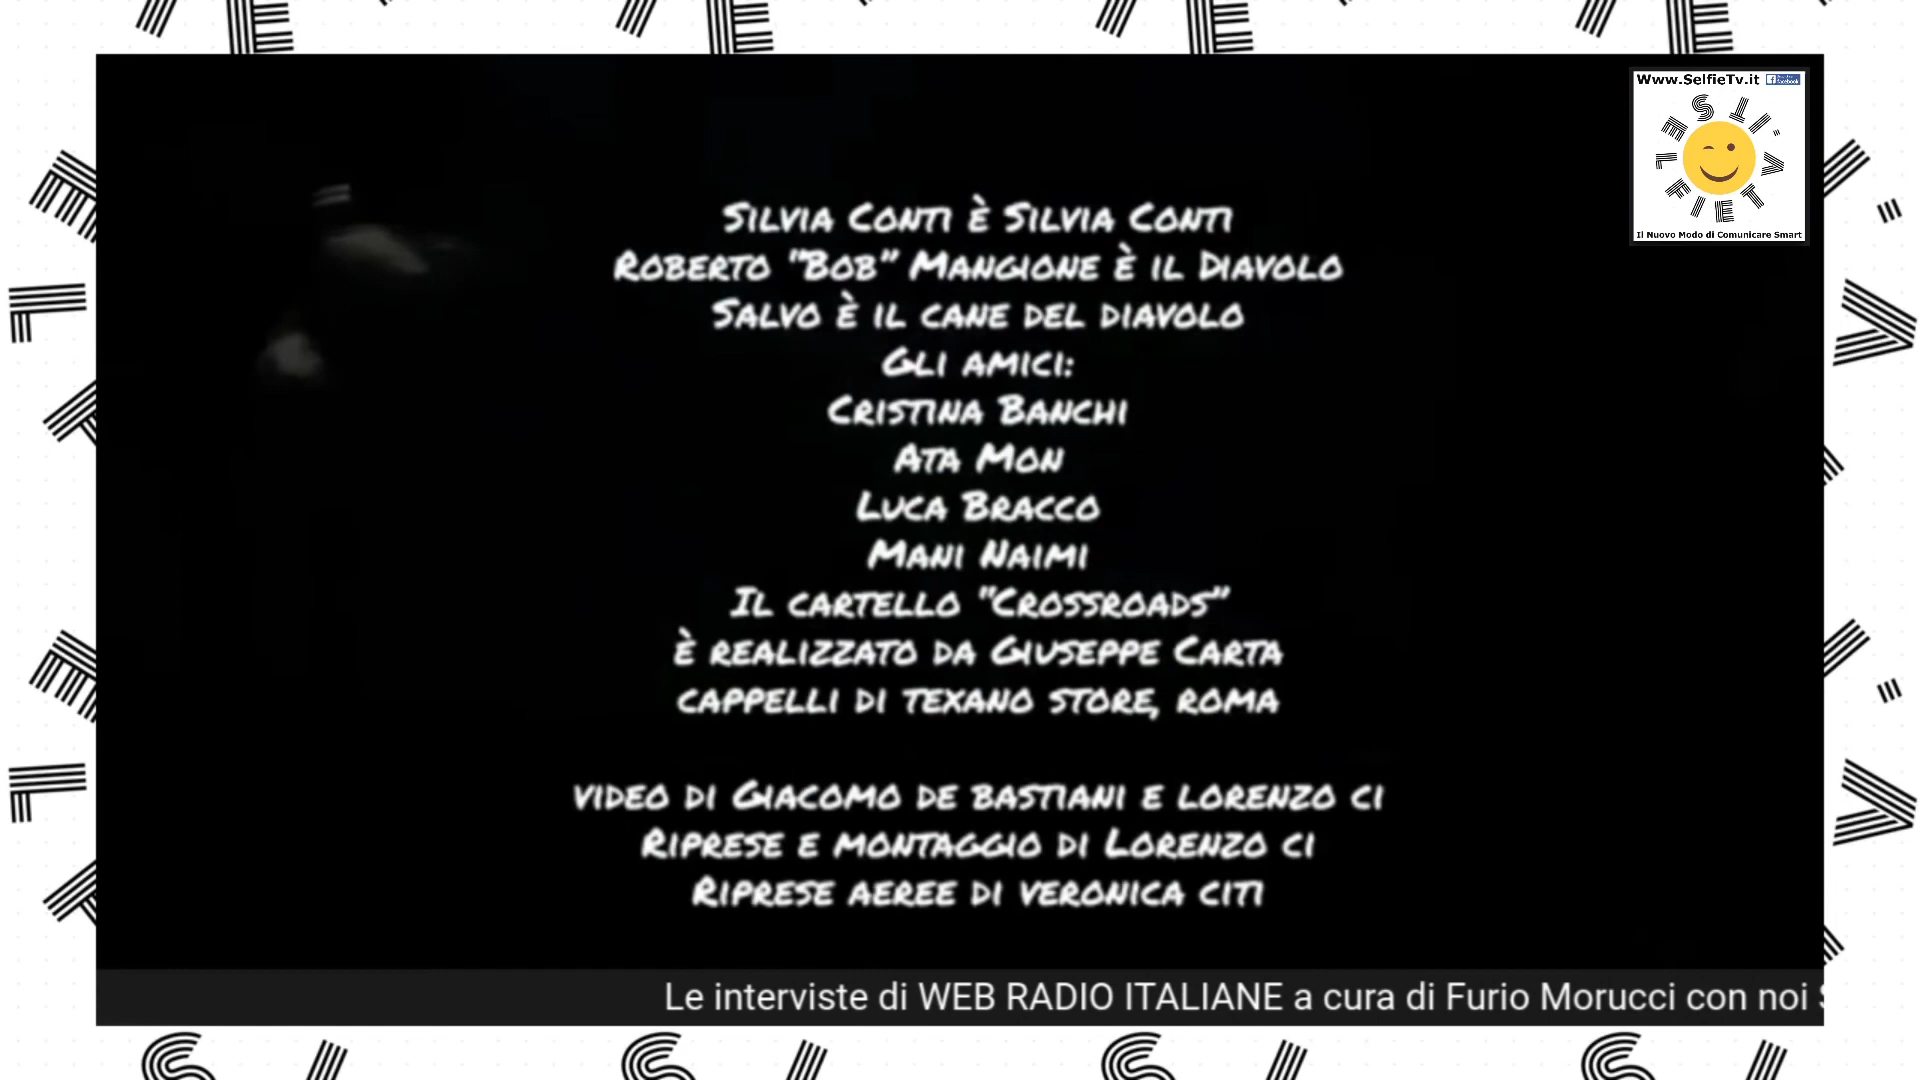 Www.SelfieTv.it
SELFIETV.IT
Il Nuovo Modo di Comunicare Smart
Silvia Conti è Silvia Conti
Roberto "Bob" Mangione è il Diavolo
Salvo è il cane del diavolo
Gli amici:
Cristina Banchi
Ata Mon
Luca Bracco
Mani Naimi
Il cartello "Crossroads"
è realizzato da Giuseppe Carta
cappelli di texano store, roma
video di Giacomo de bastiani e lorenzo ci
Riprese e montaggio di Lorenzo ci
Riprese aeree di veronica citi
Le interviste di WEB RADIO ITALIANE a cura di Furio Morucci con noi